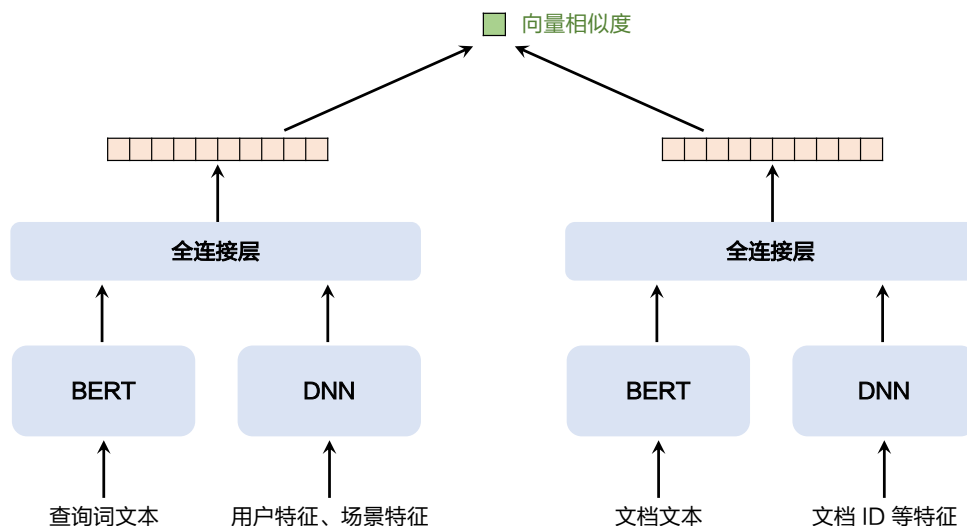 向量相似度
全连接层
全连接层
BERT
DNN
BERT
DNN
查询词文本
用户特征、场景特征
文档文本
文档 ID 等特征